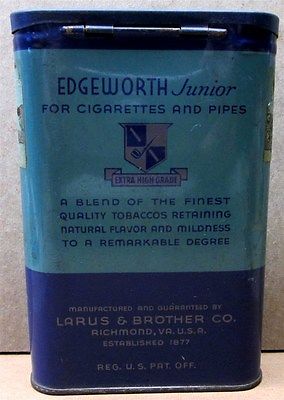 EDGEWORTH Junior
FOR CIGARETTES AND PIPES
EXTRA HIGH GRADE
A BLEND OF THE FINEST
QUALITY TOBACCOS RETAINING
NATURAL FLAVOR AND MILDNESS
TO A REMARKABLE DEGREE
MANUFACTURED AND GUARANTEED BY
LARUS & BROTHER CO.
RICHMOND, VA. U.S.A.
ESTABLISHED 1877
REG. U.S. PAT. OFF.